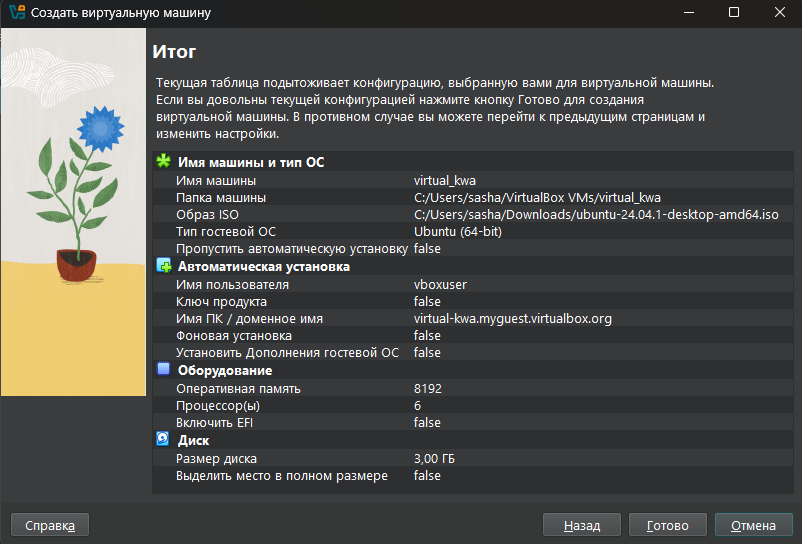 Создать виртуальную машину
Итог
Текущая таблица подытоживает конфигурацию, выбранную вами для виртуальной машины.
Если вы довольны текущей конфигурацией нажмите кнопку Готово для создания
виртуальной машины. В противном случае вы можете перейти к предыдущим страницам и
изменить настройки.
Имя машины и тип ОС
Имя машины virtual_kwa
Папка машины C:/Users/sasha/VirtualBox VMs/virtual_kwa
Образ ISO C:/Users/sasha/Downloads/ubuntu-24.04.1-desktop-amd64.iso
Тип гостевой ОС Ubuntu (64-bit)
Пропустить автоматическую установку false
Автоматическая установка
Имя пользователя vboxuser
Ключ продукта false
Имя ПК / доменное имя virtual-kwa.myguest.virtualbox.org
Фоновая установка false
Установить Дополнения гостевой ОС false
Оборудование
Оперативная память 8192
Процессор(ы) 6
Включить EFI false
Диск
Размер диска 3,00 ГБ
Выделить место в полном размере false
Справка Назад Готово Отмена